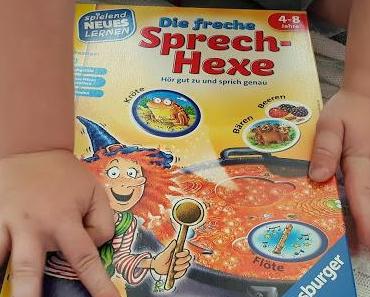 spielend
NEUES
LERNEN
Die freche
Sprech-
Hexe
4-8
Jahre
Hör gut zu und sprich genau
Kröte
Beeren
Bären
Flöte
sburger